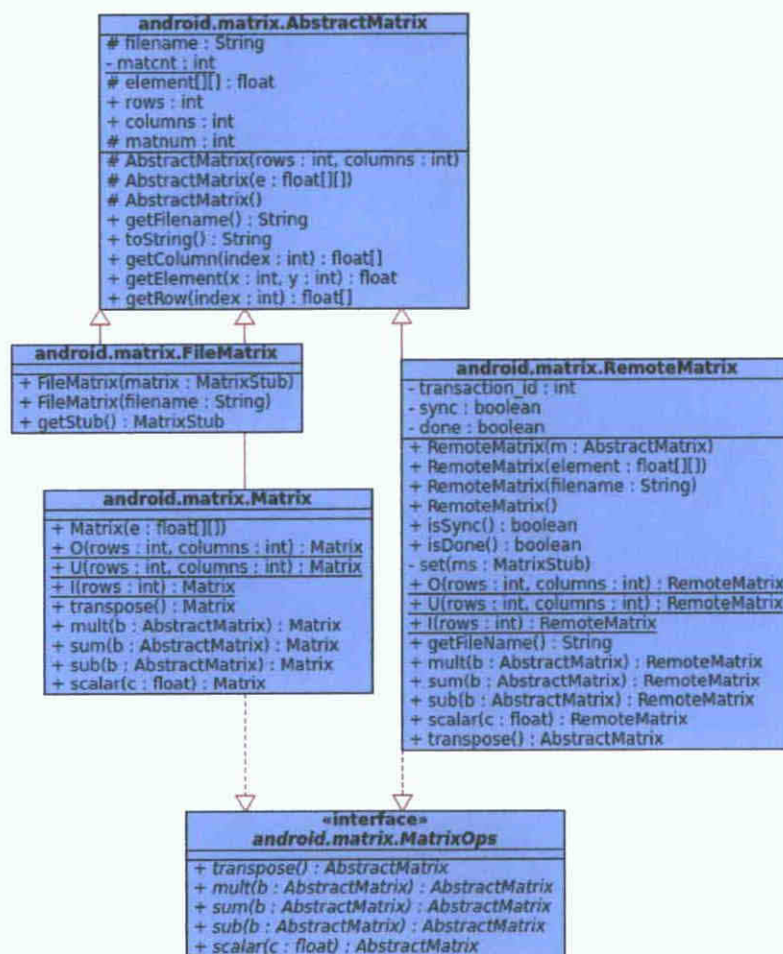 android.matrix.AbstractMatrix
# filename : String
- matcnt : int
# element[][] : float
+ rows : int
+ columns : int
# matnum : int
# AbstractMatrix(rows : int, columns : int)
# AbstractMatrix(e : float[][])
# AbstractMatrix()
+ getFilename() : String
+ toString() : String
+ getColumn(index : int) : float[]
+ getElement(x : int, y : int) : float
+ getRow(index : int) : float[]
android.matrix.FileMatrix
+ FileMatrix(matrix : MatrixStub)
+ FileMatrix(filename : String)
+ getStub() : MatrixStub
android.matrix.Matrix
+ Matrix(e : float[][])
+ O(rows : int, columns : int) : Matrix
+ U(rows : int, columns : int) : Matrix
+ I(rows : int) : Matrix
+ transpose() : Matrix
+ mult(b : AbstractMatrix) : Matrix
+ sum(b : AbstractMatrix) : Matrix
+ sub(b : AbstractMatrix) : Matrix
+ scalar(c : float) : Matrix
android.matrix.RemoteMatrix
- transaction_id : int
- sync : boolean
- done : boolean
+ RemoteMatrix(m : AbstractMatrix)
+ RemoteMatrix(element : float[][])
+ RemoteMatrix(filename : String)
+ RemoteMatrix()
+ isSync() : boolean
+ isDone() : boolean
- set(ms : MatrixStub)
+ O(rows : int, columns : int) : RemoteMatrix
+ U(rows : int, columns : int) : RemoteMatrix
+ I(rows : int) : RemoteMatrix
+ getFileName() : String
+ mult(b : AbstractMatrix) : RemoteMatrix
+ sum(b : AbstractMatrix) : RemoteMatrix
+ sub(b : AbstractMatrix) : RemoteMatrix
+ scalar(c : float) : RemoteMatrix
+ transpose() : AbstractMatrix
«interface»
android.matrix.MatrixOps
+ transpose() : AbstractMatrix
+ mult(b : AbstractMatrix) : AbstractMatrix
+ sum(b : AbstractMatrix) : AbstractMatrix
+ sub(b : AbstractMatrix) : AbstractMatrix
+ scalar(c : float) : AbstractMatrix